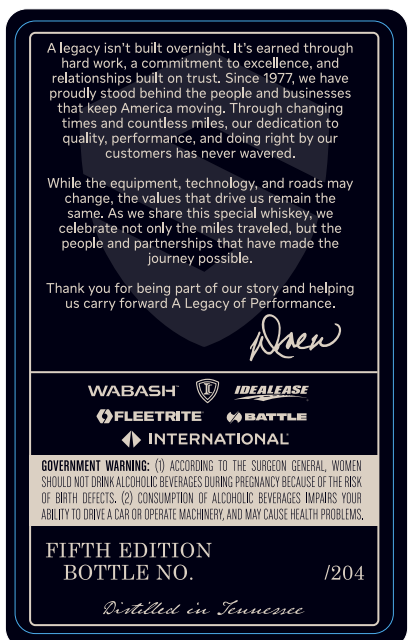 A legacy isn't built overnight. It's earned through
hard work, a commitment to excellence, and
relationships built on trust. Since 1977, we have
proudly stood behind the people and businesses
that keep America moving. Through changing
times and countless miles, our dedication to
quality, performance, and doing right by our
customers has never wavered.
While the equipment, technology, and roads may
change, the values that drive us remain the
same. As we share this special whiskey, we
celebrate not only the miles traveled, but the
people and partnerships that have made the
journey possible.
Thank you for being part of our story and helping
us carry forward A Legacy of Performance.
Drew
WABASH I IDEALEASE
FLEETRITE BATTLE
INTERNATIONAL
GOVERNMENT WARNING: (1) ACCORDING TO THE SURGEON GENERAL, WOMEN
SHOULD NOT DRINK ALCOHOLIC BEVERAGES DURING PREGNANCY BECAUSE OF THE RISK
OF BIRTH DEFECTS. (2) CONSUMPTION OF ALCOHOLIC BEVERAGES IMPAIRS YOUR
ABILITY TO DRIVE A CAR OR OPERATE MACHINERY, AND MAY CAUSE HEALTH PROBLEMS.
FIFTH EDITION
BOTTLE NO. /204
Distilled in Tennessee